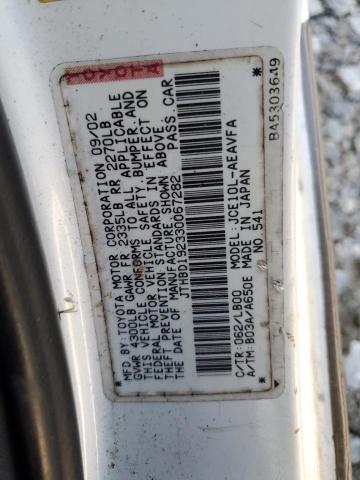 TOYOTA
MFD.BY:TOYOTA MOTOR CORPORATION 09/02
GVWR 4300LB GAWR FR 2335LB RR 2270LB
THIS VEHICLE CONFORMS TO ALL APPLICABLE
FEDERAL MOTOR VEHICLE SAFETY, BUMPER,AND
THEFT PREVENTION STANDARDS IN EFFECT ON
THE DATE OF MANUFACTURE SHOWN ABOVE.
JTHBD192330067282 PASS.CAR
C/TR:062/LB00 MODEL:JCE10L-AEAVFA
A/TM:B03A/A650E MADE IN JAPAN
NO 541
BA5303649